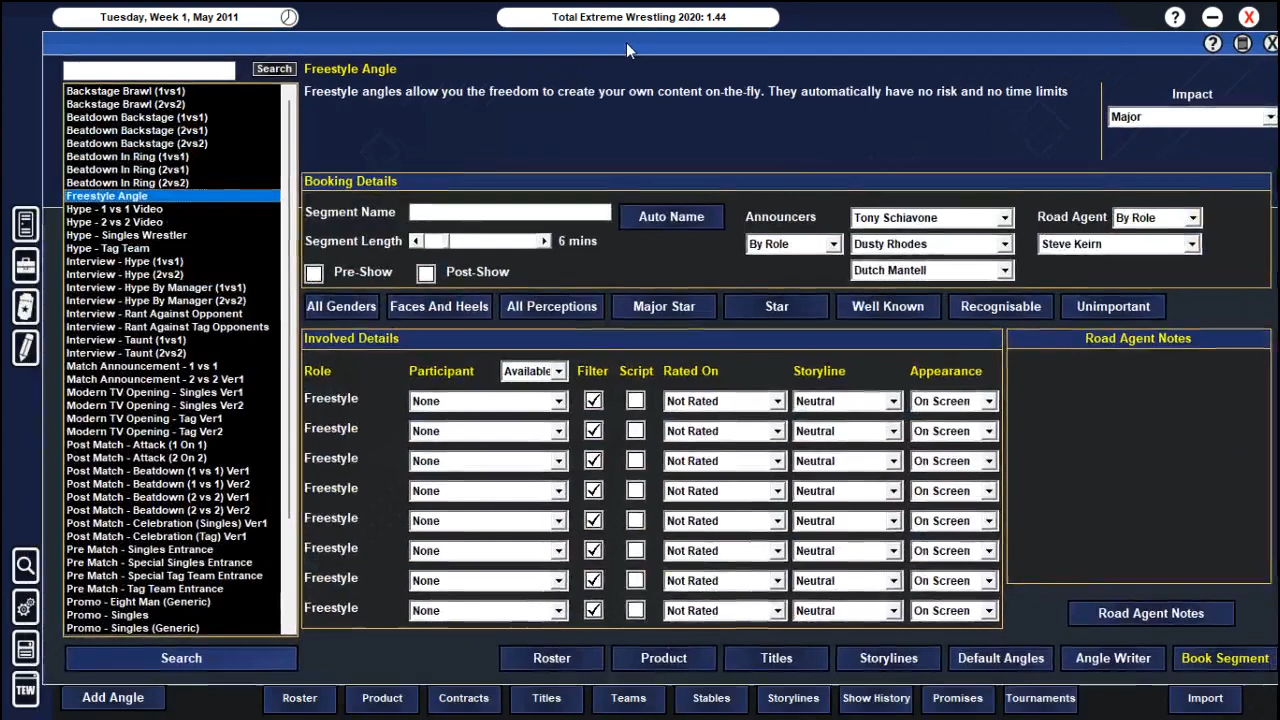 Tuesday, Week 1, May 2011
Total Extreme Wrestling 2020: 1.44
?
X
?
X
Search
Freestyle Angle
Backstage Brawl (1vs1)
Backstage Brawl (2vs2)
Beatdown Backstage (1vs1)
Beatdown Backstage (2vs1)
Beatdown Backstage (2vs2)
Beatdown In Ring (1vs1)
Beatdown In Ring (2vs1)
Beatdown In Ring (2vs2)
Freestyle Angle
Hype - 1 vs 1 Video
Hype - 2 vs 2 Video
Hype - Singles Wrestler
Hype - Tag Team
Interview - Hype (1vs1)
Interview - Hype (2vs2)
Interview - Hype By Manager (1vs1)
Interview - Hype By Manager (2vs2)
Interview - Rant Against Opponent
Interview - Rant Against Tag Opponents
Interview - Taunt (1vs1)
Interview - Taunt (2vs2)
Match Announcement - 1 vs 1
Match Announcement - 2 vs 2 Ver1
Modern TV Opening - Singles Ver1
Modern TV Opening - Singles Ver2
Modern TV Opening - Tag Ver1
Modern TV Opening - Tag Ver2
Post Match - Attack (1 On 1)
Post Match - Attack (2 On 2)
Post Match - Beatdown (1 vs 1) Ver1
Post Match - Beatdown (1 vs 1) Ver2
Post Match - Beatdown (2 vs 2) Ver1
Post Match - Beatdown (2 vs 2) Ver2
Post Match - Celebration (Singles) Ver1
Post Match - Celebration (Tag) Ver1
Pre Match - Singles Entrance
Pre Match - Special Singles Entrance
Pre Match - Special Tag Team Entrance
Pre Match - Tag Team Entrance
Promo - Eight Man (Generic)
Promo - Singles
Promo - Singles (Generic)
Search
Freestyle angles allow you the freedom to create your own content on-the-fly. They automatically have no risk and no time limits
Impact
Major
Booking Details
Segment Name
Auto Name
Announcers
Tony Schiavone
Road Agent
By Role
Segment Length
6 mins
By Role
Dusty Rhodes
Steve Keirn
Pre-Show
Post-Show
Dutch Mantell
All Genders
Faces And Heels
All Perceptions
Major Star
Star
Well Known
Recognisable
Unimportant
Involved Details
Road Agent Notes
Role
Participant
Available
Filter
Script
Rated On
Storyline
Appearance
Freestyle None Not Rated Neutral On Screen
Freestyle None Not Rated Neutral On Screen
Freestyle None Not Rated Neutral On Screen
Freestyle None Not Rated Neutral On Screen
Freestyle None Not Rated Neutral On Screen
Freestyle None Not Rated Neutral On Screen
Freestyle None Not Rated Neutral On Screen
Freestyle None Not Rated Neutral On Screen
Road Agent Notes
Roster
Product
Titles
Storylines
Default Angles
Angle Writer
Book Segment
TEW
Add Angle
Roster
Product
Contracts
Titles
Teams
Stables
Storylines
Show History
Promises
Tournaments
Import